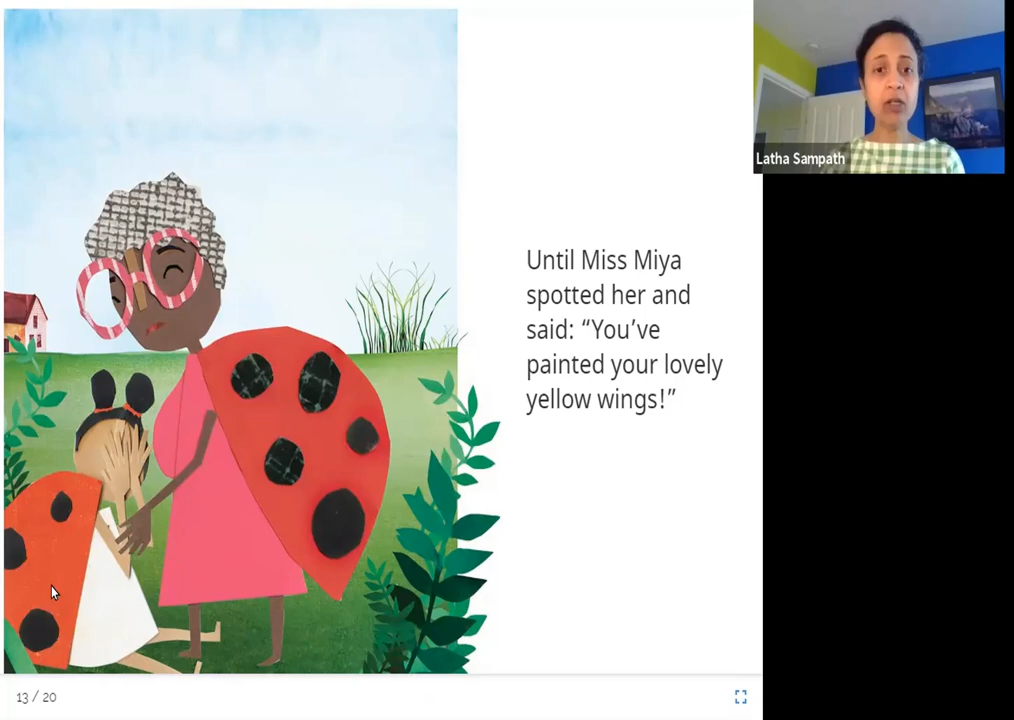 Until Miss Miya
spotted her and
said: “You’ve
painted your lovely
yellow wings!”
Latha Sampath
13 / 20